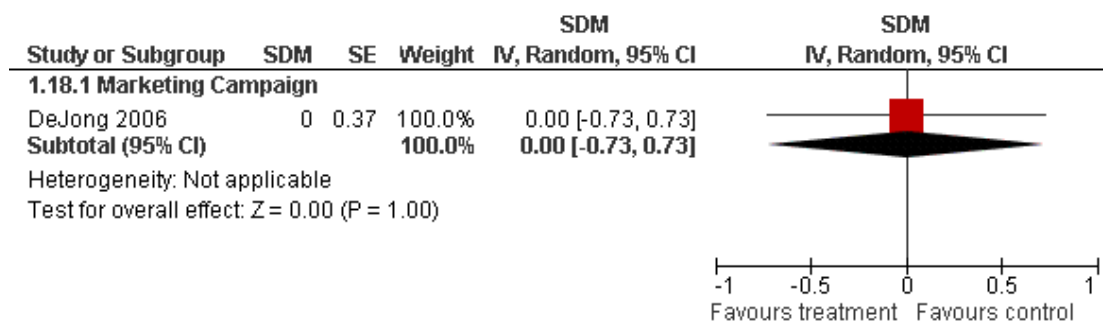 SDM SDM
Study or Subgroup SDM SE Weight IV, Random, 95% CI IV, Random, 95% CI
1.18.1 Marketing Campaign
DeJong 2006 0 0.37 100.0% 0.00 [-0.73, 0.73]
Subtotal (95% CI) 100.0% 0.00 [-0.73, 0.73]
Heterogeneity: Not applicable
Test for overall effect: Z = 0.00 (P = 1.00)
-1 -0.5 0 0.5 1
Favours treatment Favours control